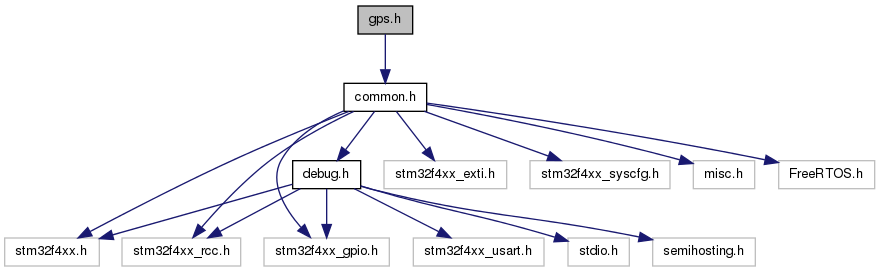 gps.h
common.h
debug.h
stm32f4xx_exti.h
stm32f4xx_syscfg.h
misc.h
FreeRTOS.h
stm32f4xx.h
stm32f4xx_rcc.h
stm32f4xx_gpio.h
stm32f4xx_usart.h
stdio.h
semihosting.h